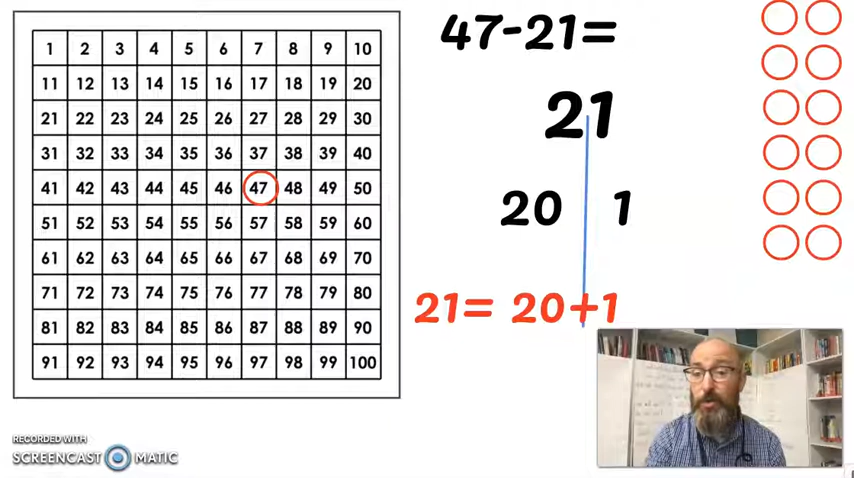 1 2 3 4 5 6 7 8 9 10
11 12 13 14 15 16 17 18 19 20
21 22 23 24 25 26 27 28 29 30
31 32 33 34 35 36 37 38 39 40
41 42 43 44 45 46 47 48 49 50
51 52 53 54 55 56 57 58 59 60
61 62 63 64 65 66 67 68 69 70
71 72 73 74 75 76 77 78 79 80
81 82 83 84 85 86 87 88 89 90
91 92 93 94 95 96 97 98 99 100
47-21=
21
20 1
21= 20+1
RECORDED WITH
SCREENCAST MATIC